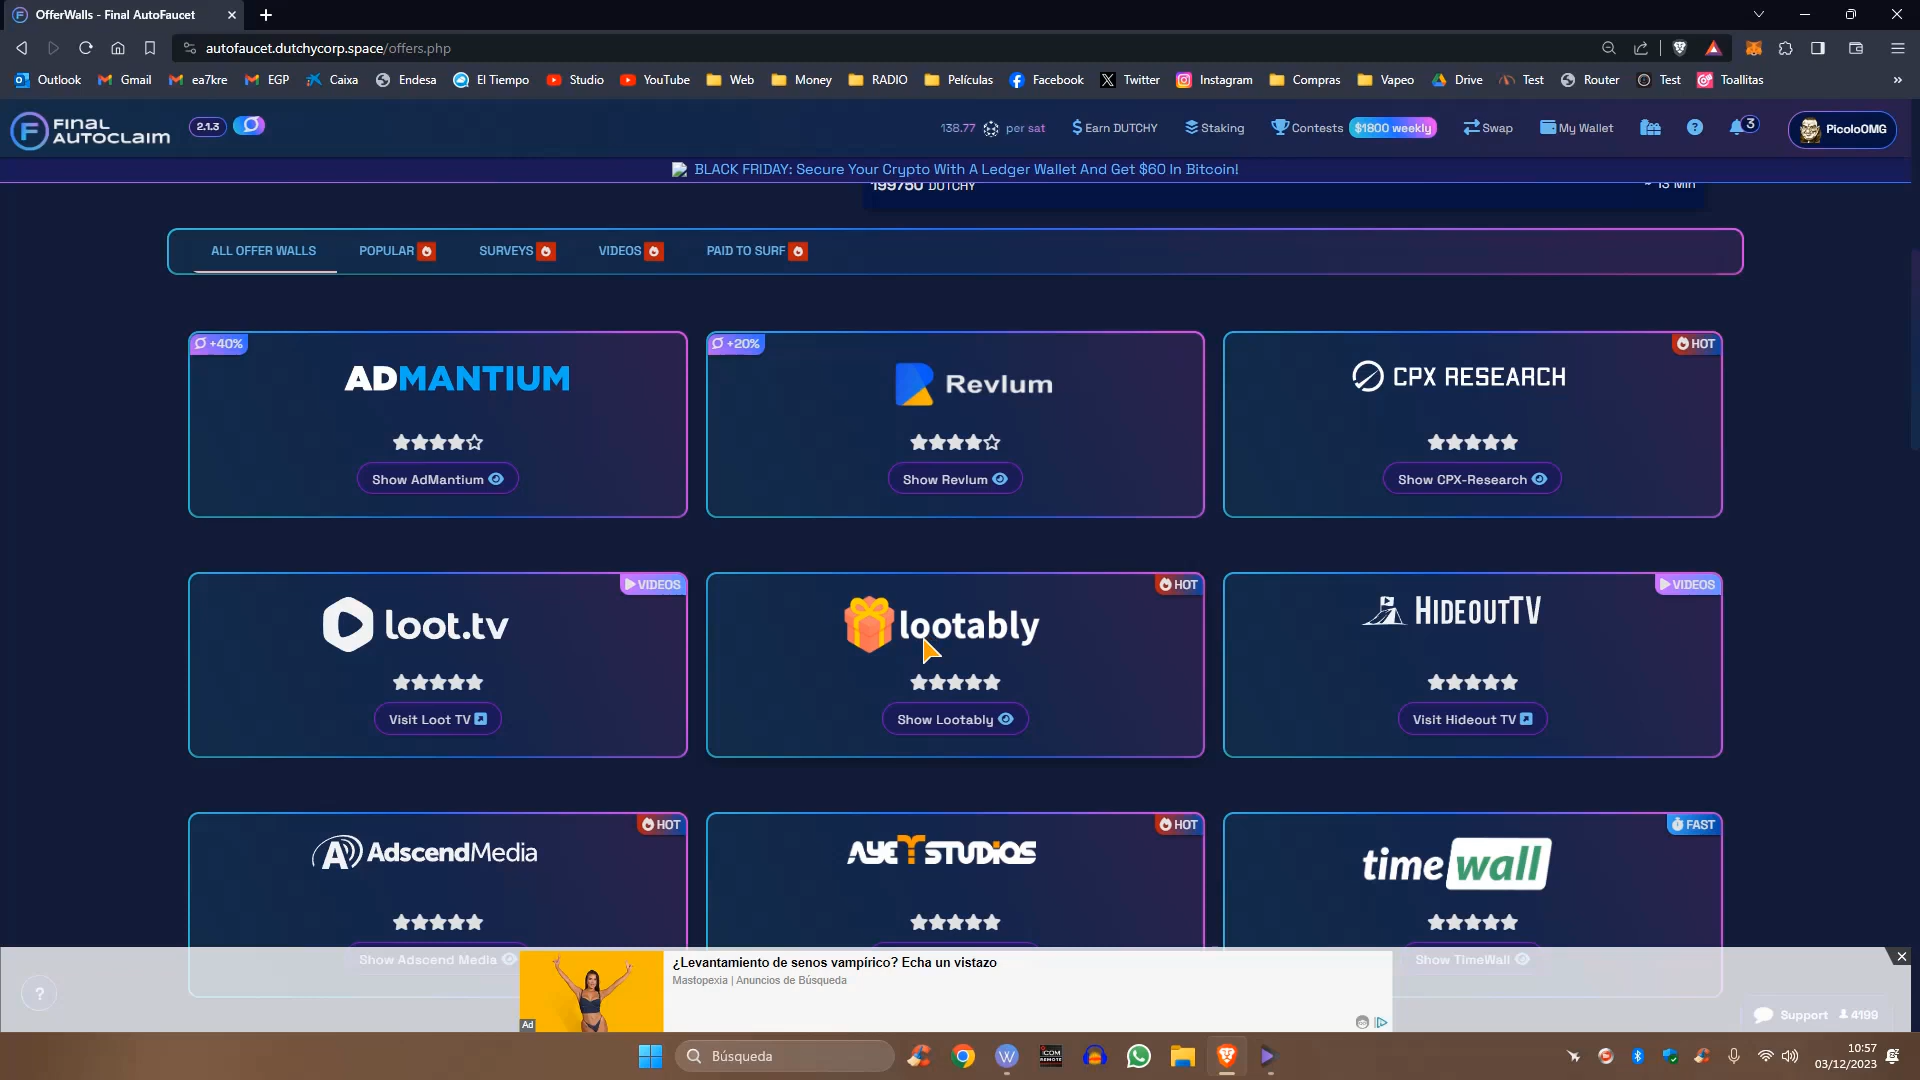 OfferWalls - Final AutoFaucet
autofaucet.dutchycorp.space/offers.php
Outlook Gmail ea7kre EGP Caixa Endesa El Tiempo Studio YouTube Web Money RADIO Películas Facebook Twitter Instagram Compras Vapeo Drive Test Router Test Toallitas »
FINAL AUTOCLAIM 2.1.3 138.77 per sat Earn DUTCHY Staking Contests $1800 weekly Swap My Wallet ? 3 PicoloOMG
BLACK FRIDAY: Secure Your Crypto With A Ledger Wallet And Get $60 In Bitcoin!
199750 DUTCHY ~ 13 Min
ALL OFFER WALLS POPULAR SURVEYS VIDEOS PAID TO SURF
+40% +20% HOT
ADMANTIUM Revlum CPX RESEARCH
Show AdMantium Show Revlum Show CPX-Research
VIDEOS HOT VIDEOS
loot.tv lootably HIDEOUTTV
Visit Loot TV Show Lootably Visit Hideout TV
HOT HOT FAST
AdscendMedia AYETSTUDIOS timewall
Show Adscend Media Show TimeWall
¿Levantamiento de senos vampírico? Echa un vistazo
Mastopexia | Anuncios de Búsqueda
Ad
?
Support 4199
Búsqueda
ICOM REMOTE
10:57
03/12/2023